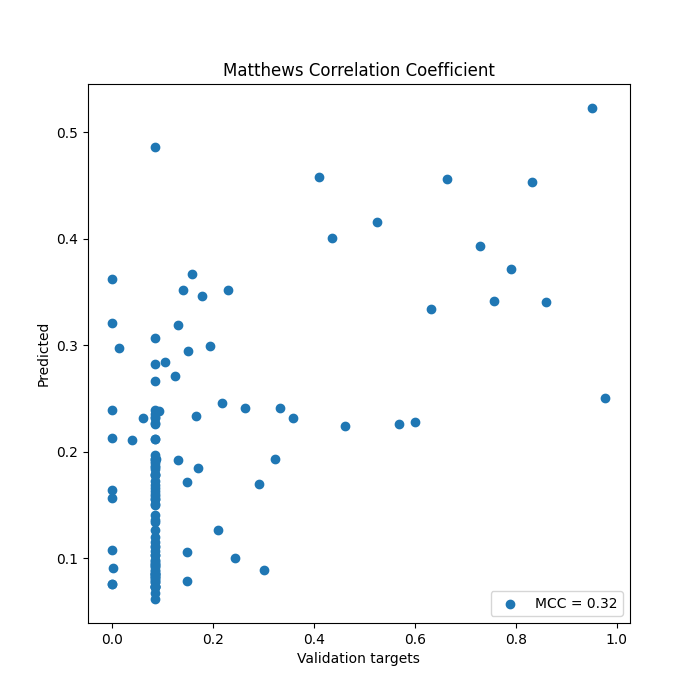 Matthews Correlation Coefficient
0.5
0.4
0.3
0.2
0.1
Predicted
MCC = 0.32
0.0 0.2 0.4 0.6 0.8 1.0
Validation targets